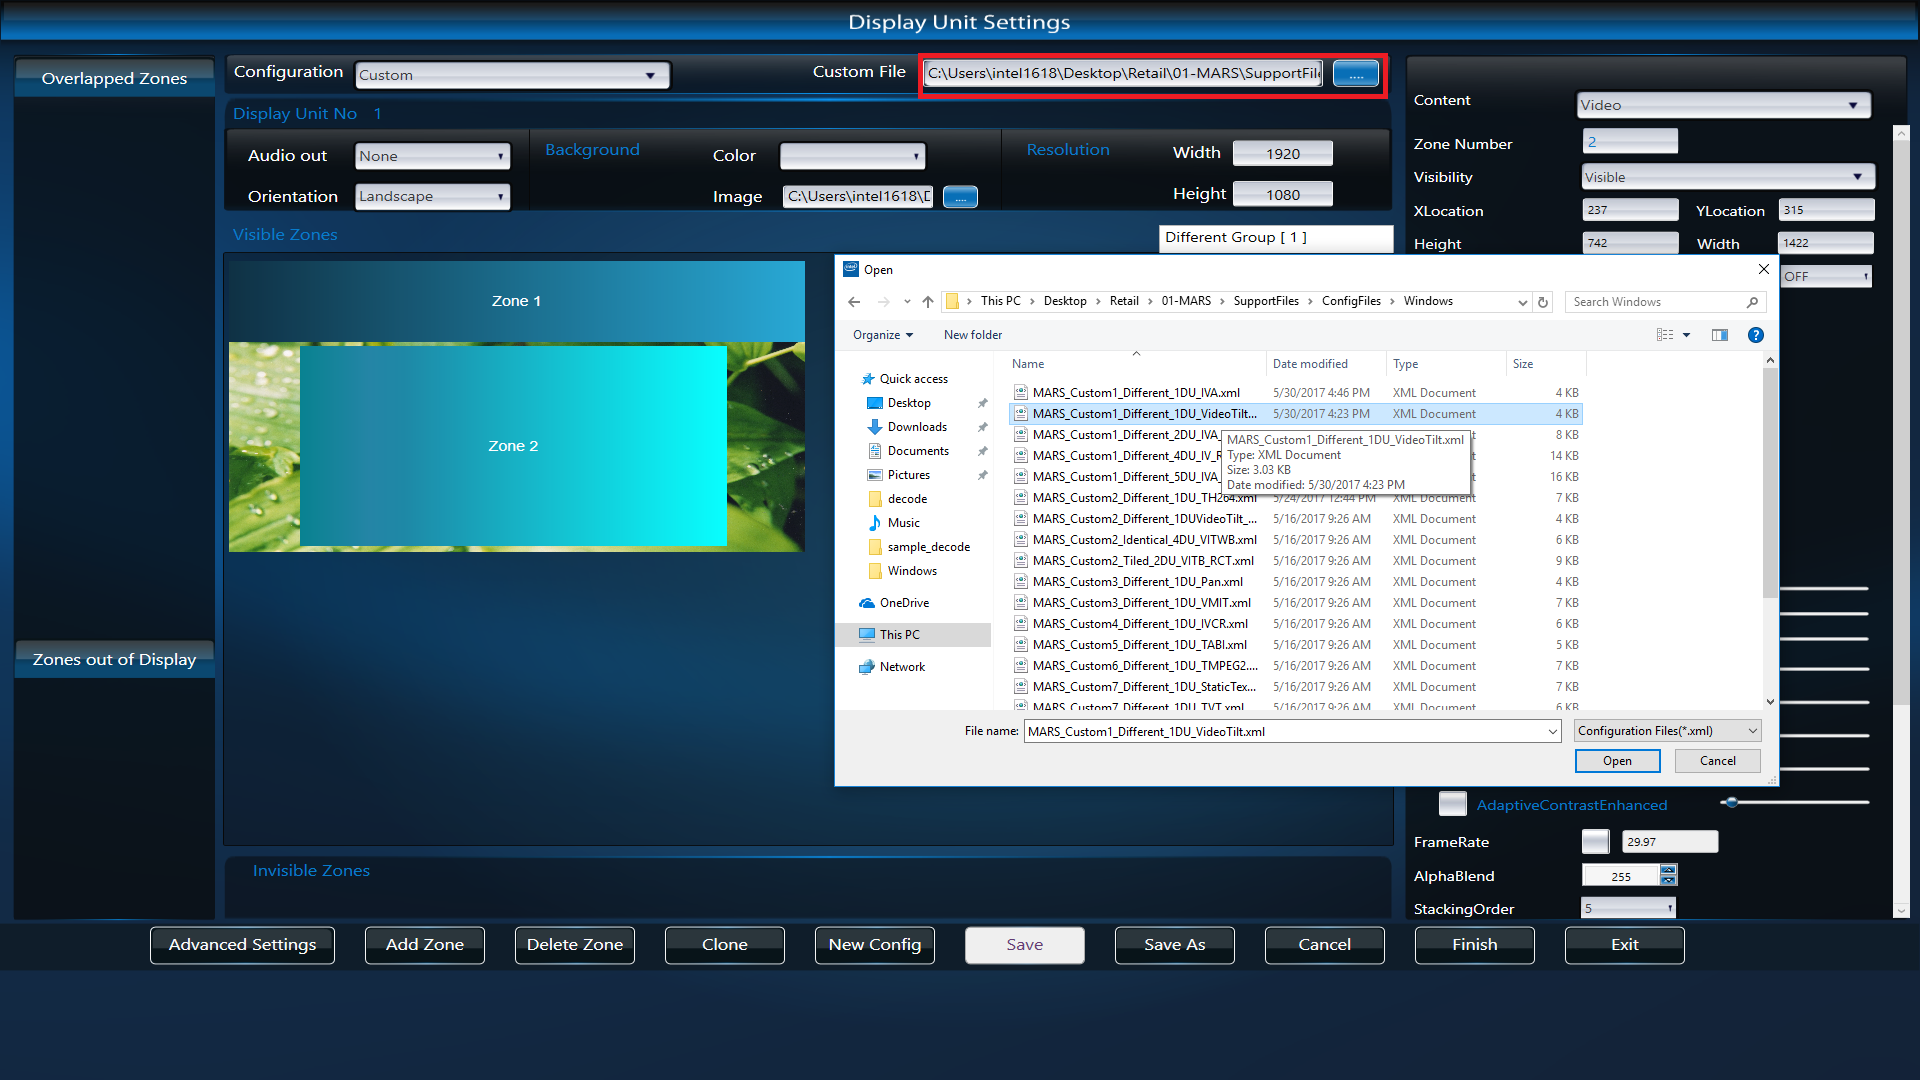 Display Unit Settings
Overlapped Zones
Configuration
Custom
Custom File
C:\Users\intel1618\Desktop\Retail\01-MARS\SupportFil
....
Display Unit No 1
Audio out
None
Background
Color
Resolution
Width
1920
Orientation
Landscape
Image
C:\Users\intel1618\D
....
Height
1080
Visible Zones
Different Group [ 1 ]
Zone 1
Zone 2
Content
Video
Zone Number
2
Visibility
Visible
XLocation
237
YLocation
315
Height
742
Width
1422
OFF
Open
This PC > Desktop > Retail > 01-MARS > SupportFiles > ConfigFiles > Windows
Search Windows
Organize
New folder
Quick access
Desktop
Downloads
Documents
Pictures
decode
Music
sample_decode
Windows
OneDrive
This PC
Network
Name Date modified Type Size
MARS_Custom1_Different_1DU_IVA.xml 5/30/2017 4:46 PM XML Document 4 KB
MARS_Custom1_Different_1DU_VideoTilt... 5/30/2017 4:23 PM XML Document 4 KB
MARS_Custom1_Different_2DU_IVA_ 8 KB
MARS_Custom1_Different_4DU_IV_R 14 KB
MARS_Custom1_Different_5DU_IVA_ 16 KB
MARS_Custom2_Different_1DU_TH264.xml 5/24/2017 12:44 PM XML Document 7 KB
MARS_Custom2_Different_1DUVideoTilt_... 5/16/2017 9:26 AM XML Document 4 KB
MARS_Custom2_Identical_4DU_VITWB.xml 5/16/2017 9:26 AM XML Document 6 KB
MARS_Custom2_Tiled_2DU_VITB_RCT.xml 5/16/2017 9:26 AM XML Document 9 KB
MARS_Custom3_Different_1DU_Pan.xml 5/16/2017 9:26 AM XML Document 4 KB
MARS_Custom3_Different_1DU_VMIT.xml 5/16/2017 9:26 AM XML Document 7 KB
MARS_Custom4_Different_1DU_IVCR.xml 5/16/2017 9:26 AM XML Document 6 KB
MARS_Custom5_Different_1DU_TABI.xml 5/16/2017 9:26 AM XML Document 5 KB
MARS_Custom6_Different_1DU_TMPEG2.... 5/16/2017 9:26 AM XML Document 7 KB
MARS_Custom7_Different_1DU_StaticTex... 5/16/2017 9:26 AM XML Document 7 KB
MARS_Custom7_Different_1DU_TVT.xml 5/16/2017 9:26 AM XML Document 6 KB
MARS_Custom1_Different_1DU_VideoTilt.xml
Type: XML Document
Size: 3.03 KB
Date modified: 5/30/2017 4:23 PM
File name:
MARS_Custom1_Different_1DU_VideoTilt.xml
Configuration Files(*.xml)
Open
Cancel
Zones out of Display
AdaptiveContrastEnhanced
FrameRate
29.97
AlphaBlend
255
StackingOrder
5
Invisible Zones
Advanced Settings
Add Zone
Delete Zone
Clone
New Config
Save
Save As
Cancel
Finish
Exit